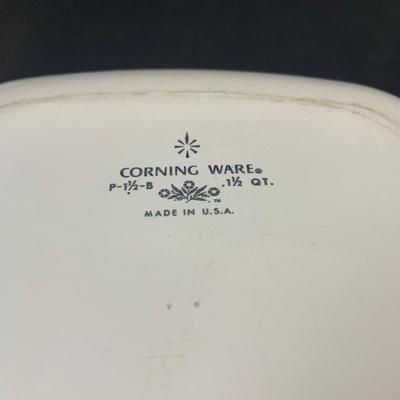 CORNING WARE®
P-1½-B .1½ QT.
™
MADE IN U.S.A.